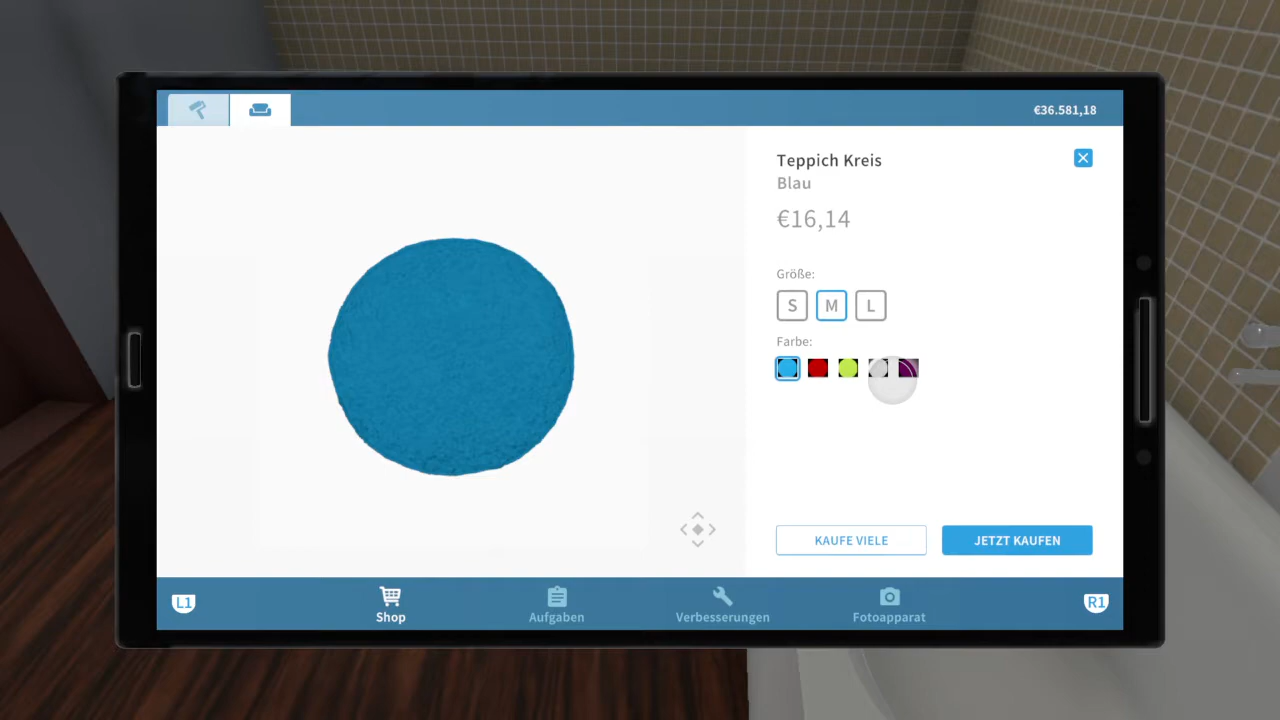 €36.581,18
Teppich Kreis
Blau
€16,14
Größe:
S M L
Farbe:
KAUFE VIELE JETZT KAUFEN
L1 Shop Aufgaben Verbesserungen Fotoapparat R1